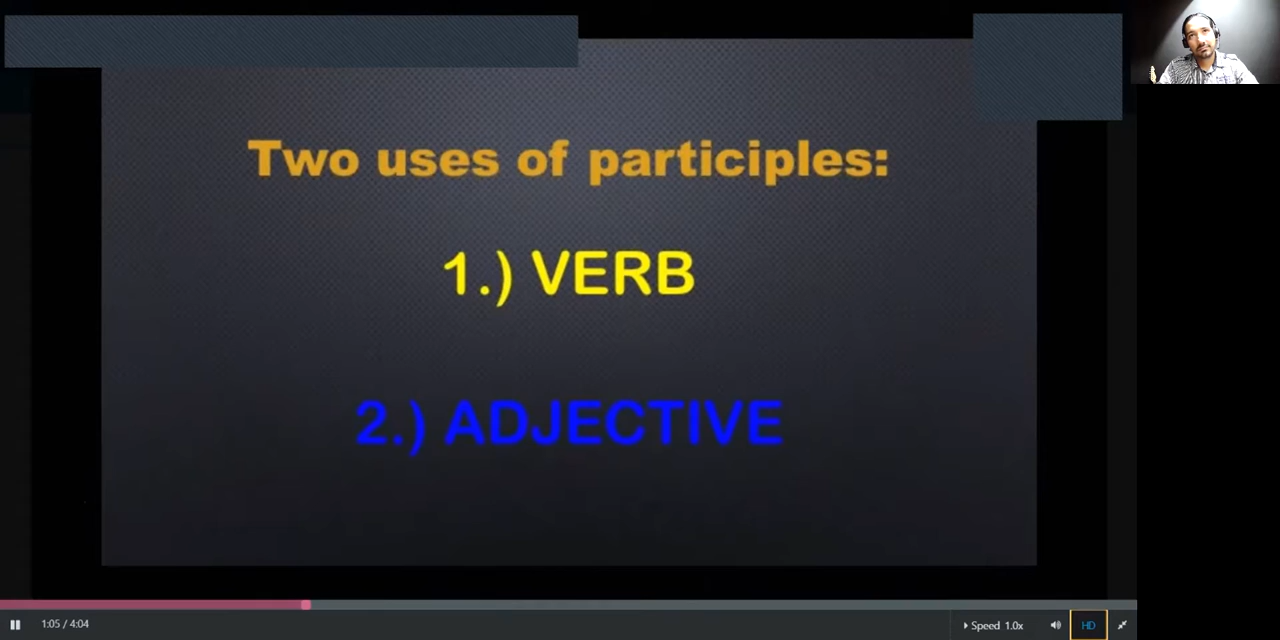 Two uses of participles:
1.) VERB
2.) ADJECTIVE
1:05 / 4:04
Speed 1.0x
HD